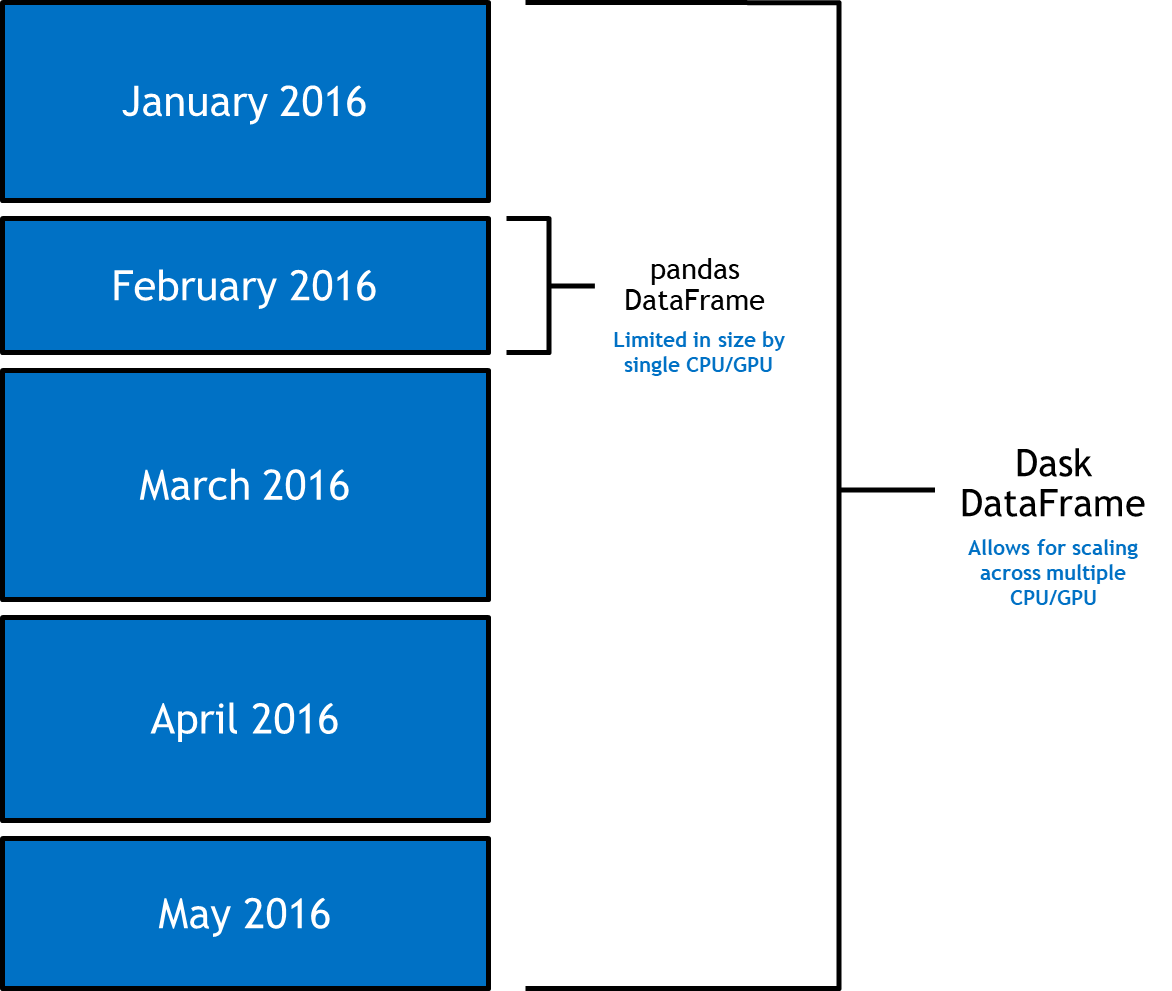 January 2016
February 2016
pandas
DataFrame
Limited in size by
single CPU/GPU
March 2016
Dask
DataFrame
Allows for scaling
across multiple
CPU/GPU
April 2016
May 2016